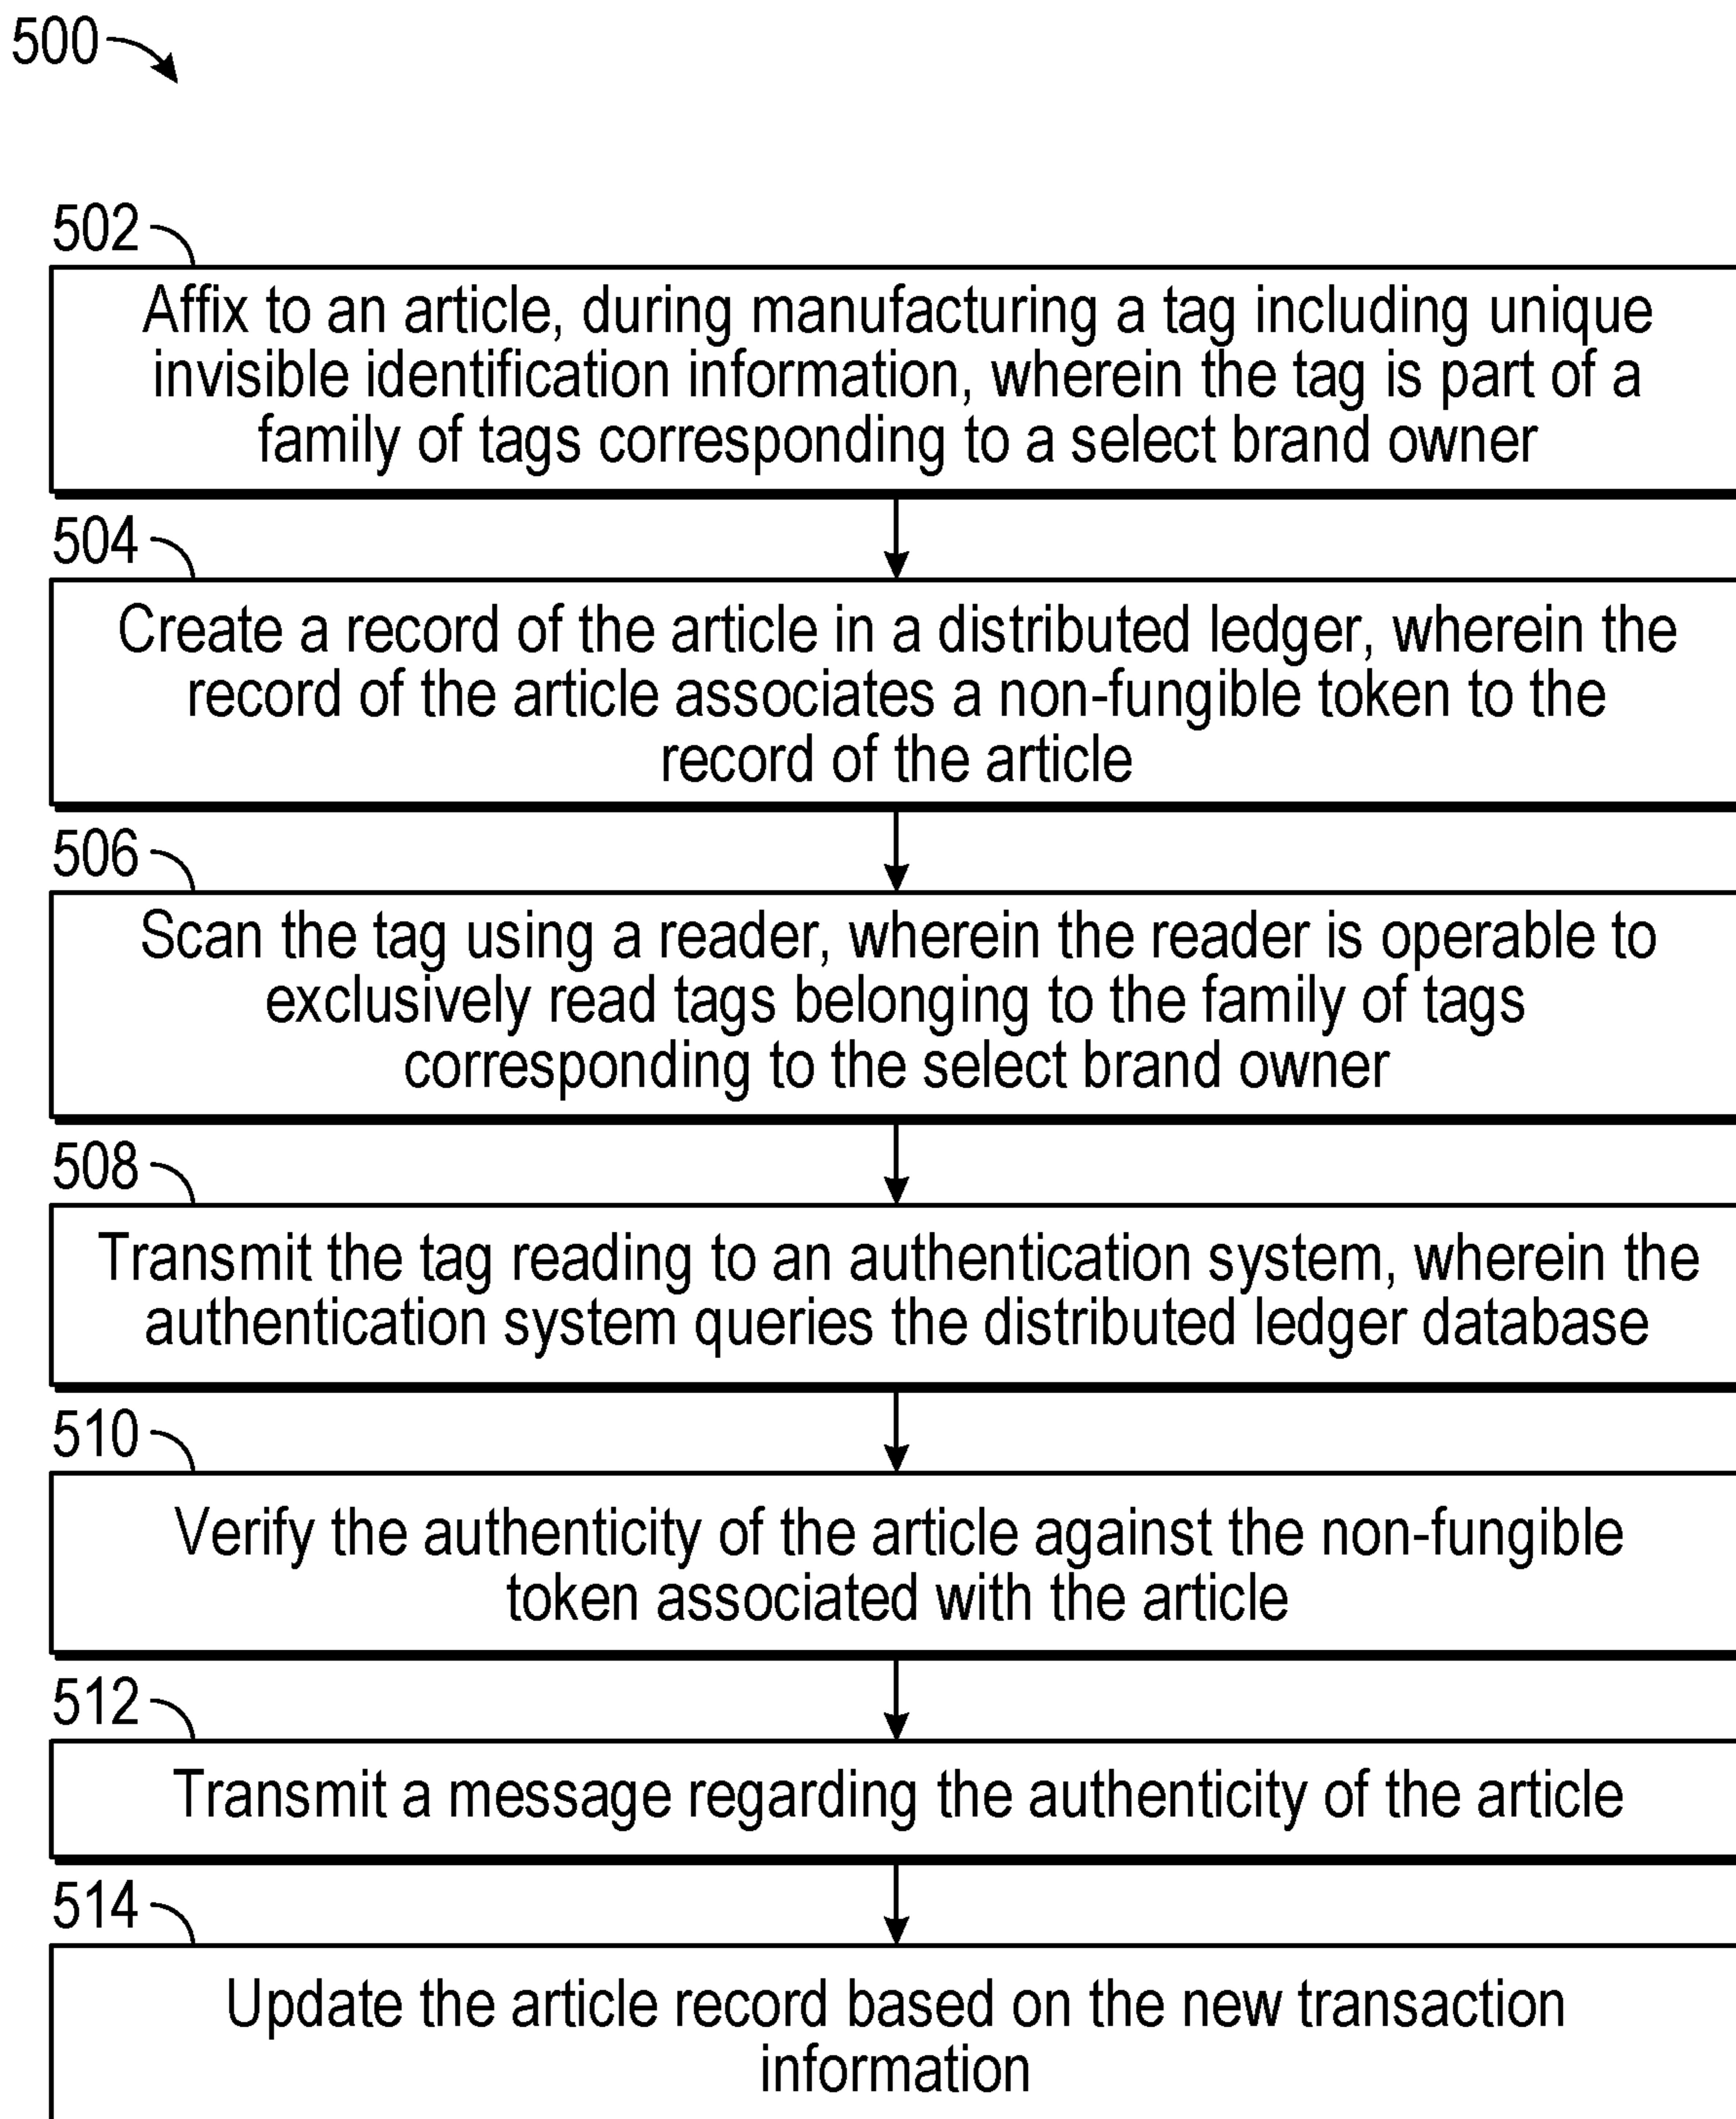 500
502
Affix to an article, during manufacturing a tag including unique
invisible identification information, wherein the tag is part of a
family of tags corresponding to a select brand owner
504
Create a record of the article in a distributed ledger, wherein the
record of the article associates a non-fungible token to the
record of the article
506
Scan the tag using a reader, wherein the reader is operable to
exclusively read tags belonging to the family of tags
corresponding to the select brand owner
508
Transmit the tag reading to an authentication system, wherein the
authentication system queries the distributed ledger database
510
Verify the authenticity of the article against the non-fungible
token associated with the article
512
Transmit a message regarding the authenticity of the article
514
Update the article record based on the new transaction
information